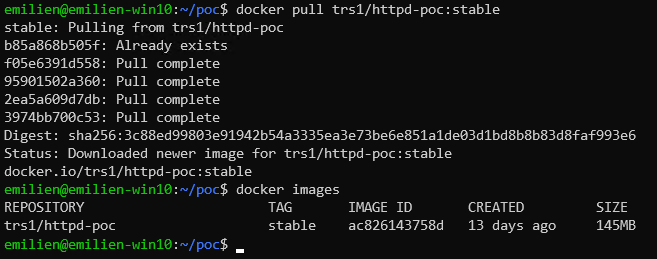 emilien@emilien-win10:~/poc$ docker pull trs1/httpd-poc:stable
stable: Pulling from trs1/httpd-poc
b85a868b505f: Already exists
f05e6391d558: Pull complete
95901502a360: Pull complete
2ea5a609d7db: Pull complete
3974bb700c53: Pull complete
Digest: sha256:3c88ed99803e91942b54a3335ea3e73be6e851a1de03d1bd8b8b83d8faf993e6
Status: Downloaded newer image for trs1/httpd-poc:stable
docker.io/trs1/httpd-poc:stable
emilien@emilien-win10:~/poc$ docker images
REPOSITORY TAG IMAGE ID CREATED SIZE
trs1/httpd-poc stable ac826143758d 13 days ago 145MB
emilien@emilien-win10:~/poc$